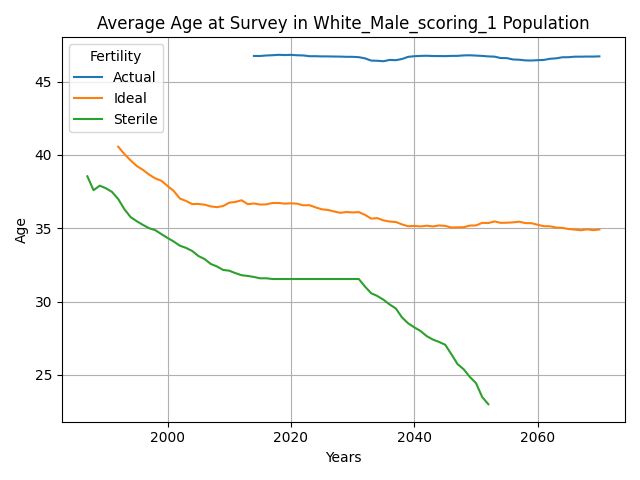 Average Age at Survey in White_Male_scoring_1 Population
Fertility
Actual
Ideal
Sterile
45
40
35
30
25
Age
2000
2020
2040
2060
Years